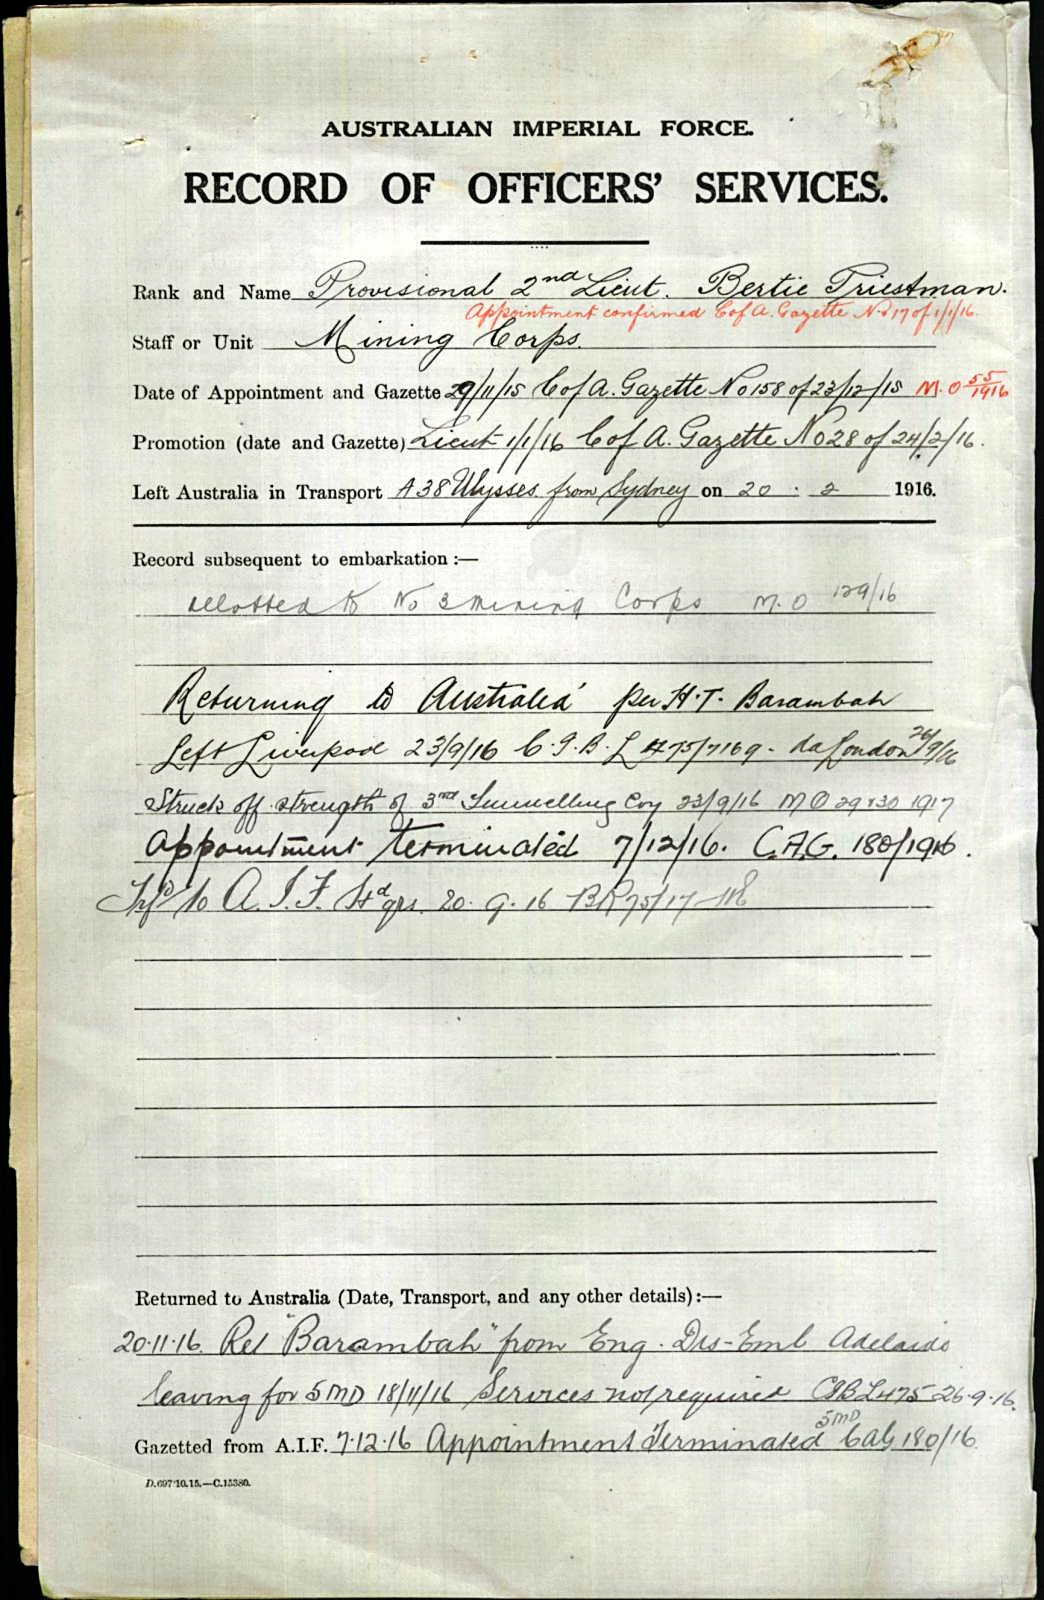 AUSTRALIAN IMPERIAL FORCE.
RECORD OF OFFICERS' SERVICES.
Rank and Name Provisional 2nd Lieut. Bertie Triestman.
Appointment confirmed C of A. Gazette No 17 of 1/1/16.
Staff or Unit Mining Corps.
Date of Appointment and Gazette 29/11/15 C of A. Gazette No 158 of 23/12/15 M.O 55/1916
Promotion (date and Gazette) Lieut 1/1/16 C of A. Gazette No 28 of 24/2/16.
Left Australia in Transport A38 Ulysses from Sydney on 20 . 2 1916.
Record subsequent to embarkation :—
allotted to No 3 Mining Corps M.O 129/16
Returning to Australia per H.T. Barambah
Left Liverpool 23/9/16 C.G.B.L 475/7169 - da London 26/9/16
Struck off strength of 3rd Tunnelling Coy 23/9/16 MO 29+30 1917
Appointment terminated 7/12/16. C.A.G. 180/1916.
Tfd to A.I.F. Hdqrs. 20.9.16 BR75/17
Returned to Australia (Date, Transport, and any other details):—
20.11.16. Ret "Barambah" from Eng. Dis-Emb Adelaide
leaving for 5MD 18/11/16 Services not required CGBL475 26.9.16.
5MD
Gazetted from A.I.F. 7.12.16 Appointment Terminated CAG 180/16.
D.697/10.15.—C.15380.